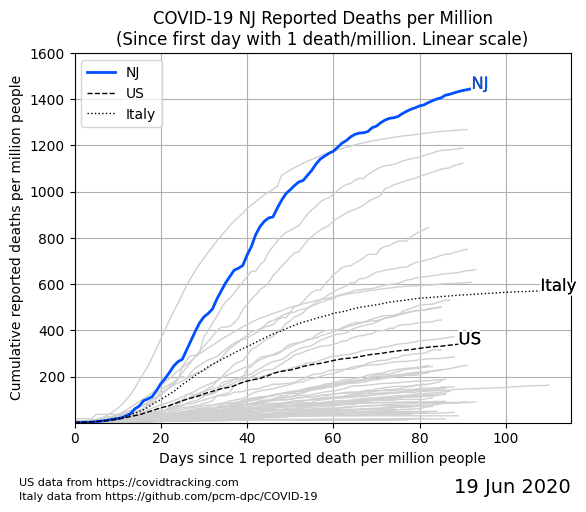 COVID-19 NJ Reported Deaths per Million
(Since first day with 1 death/million. Linear scale)
1600
1400
1200
1000
800
600
400
200
Cumulative reported deaths per million people
NJ
US
Italy
NJ
Italy
US
0 20 40 60 80 100
Days since 1 reported death per million people
US data from https://covidtracking.com
Italy data from https://github.com/pcm-dpc/COVID-19
19 Jun 2020